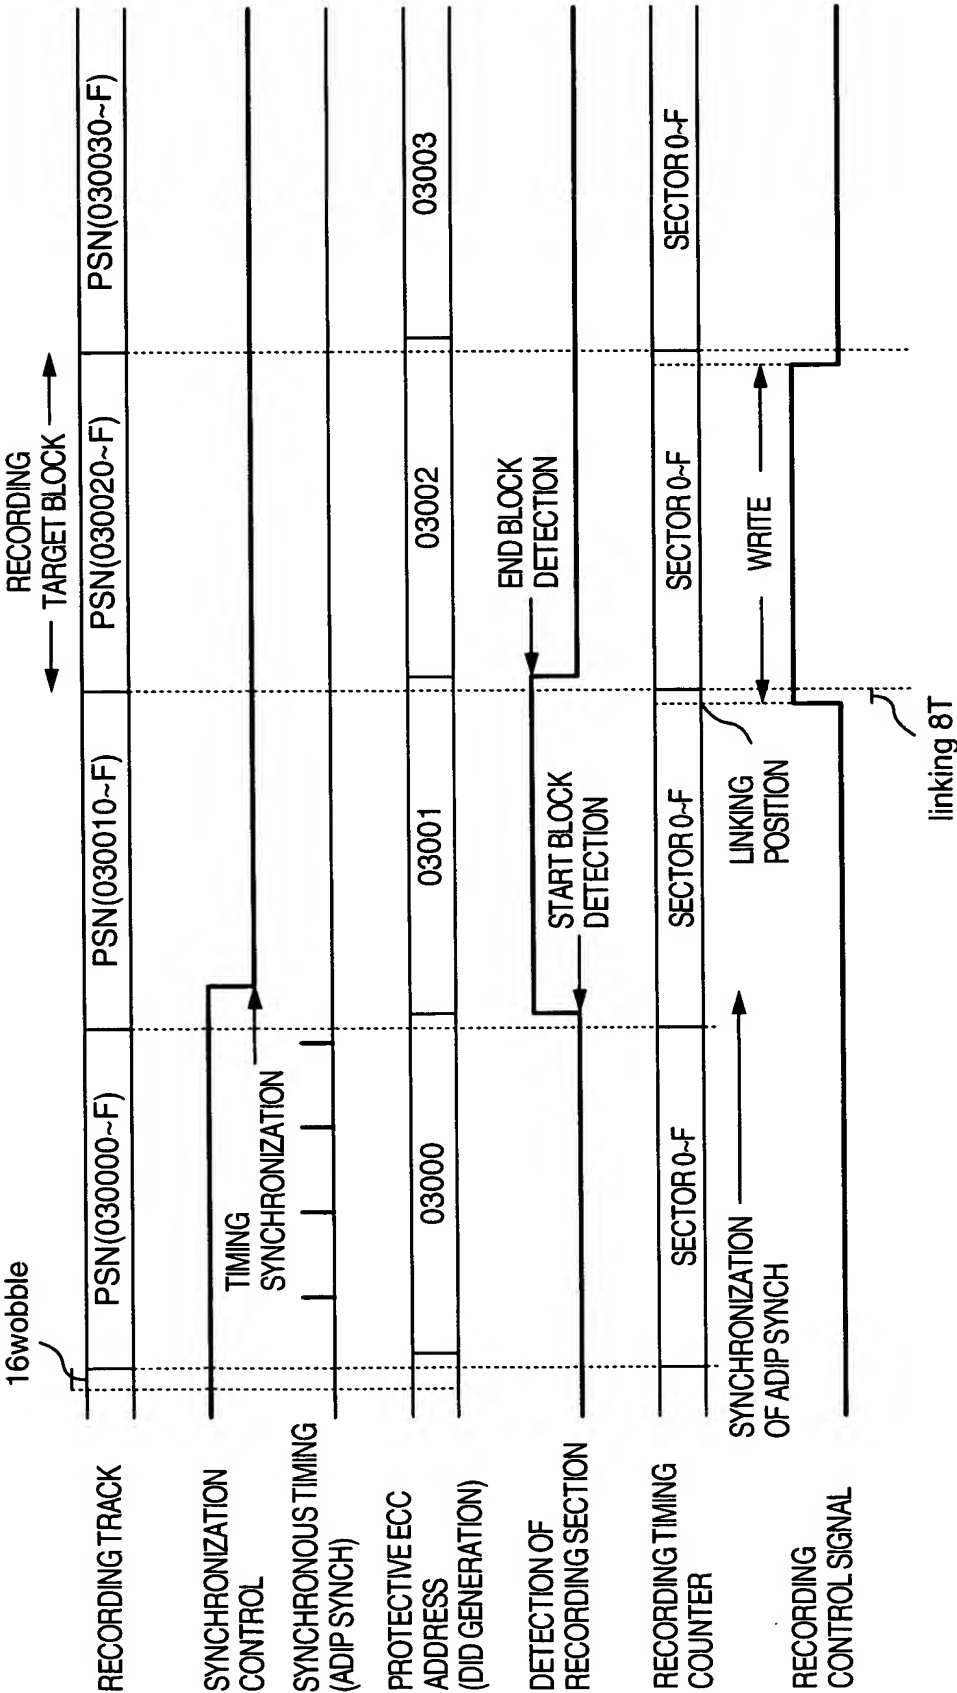 RECORDING TRACK
16wobble
PSN(030000~F)
PSN(030010~F)
RECORDING
TARGET BLOCK
PSN(030020~F)
PSN(030030~F)
SYNCHRONIZATION
CONTROL
TIMING
SYNCHRONIZATION
SYNCHRONOUS TIMING
(ADIP SYNCH)
PROTECTIVE ECC
ADDRESS
(DID GENERATION)
03000
03001
03002
03003
DETECTION OF
RECORDING SECTION
START BLOCK
DETECTION
END BLOCK
DETECTION
RECORDING TIMING
COUNTER
SECTOR 0~F
SECTOR 0~F
SECTOR 0~F
SECTOR 0~F
SYNCHRONIZATION
OF ADIP SYNCH
LINKING
POSITION
WRITE
RECORDING
CONTROL SIGNAL
linking 8T